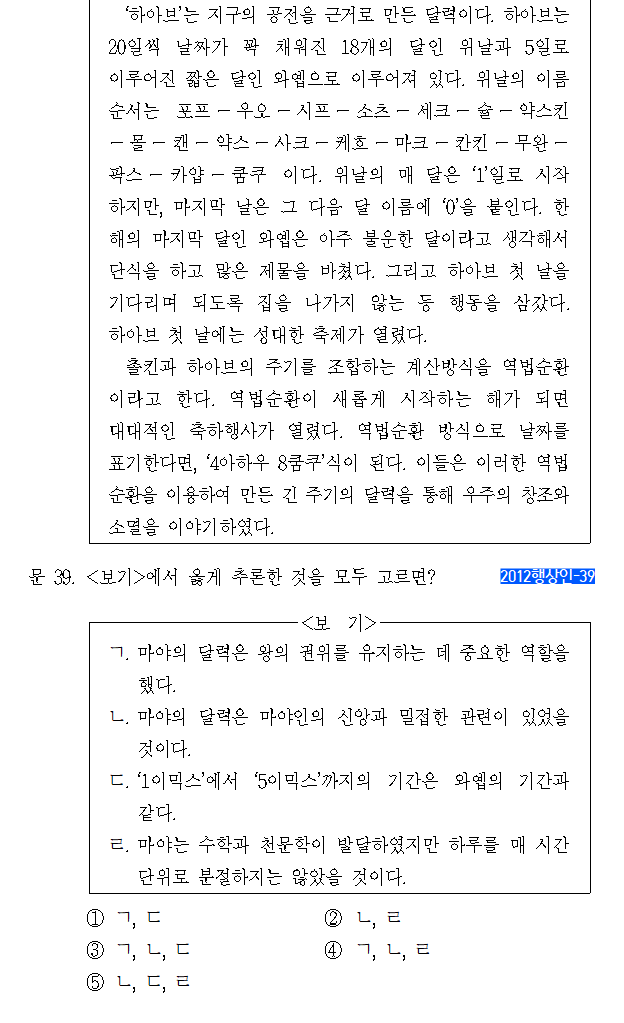 ‘하아브’는 지구의 공전을 근거로 만든 달력이다. 하아브는
20일씩 날짜가 꽉 채워진 18개의 달인 위날과 5일로
이루어진 짧은 달인 와옙으로 이루어져 있다. 위날의 이름
순서는 포프 - 우오 - 시프 - 소츠 - 세크 - 슐 - 약스킨
- 몰 - 캔 - 약스 - 사크 - 케흐 - 마크 - 칸킨 - 무완 -
팍스 - 카얍 - 쿰쿠 이다. 위날의 매 달은 ‘1’일로 시작
하지만, 마지막 날은 그 다음 달 이름에 ‘0’을 붙인다. 한
해의 마지막 달인 와옙은 아주 불운한 달이라고 생각해서
단식을 하고 많은 제물을 바쳤다. 그리고 하아브 첫 날을
기다리며 되도록 집을 나가지 않는 등 행동을 삼갔다.
하아브 첫 날에는 성대한 축제가 열렸다.
촐킨과 하아브의 주기를 조합하는 계산방식을 역법순환
이라고 한다. 역법순환이 새롭게 시작하는 해가 되면
대대적인 축하행사가 열렸다. 역법순환 방식으로 날짜를
표기한다면, ‘4아하우 8쿰쿠’식이 된다. 이들은 이러한 역법
순환을 이용하여 만든 긴 주기의 달력을 통해 우주의 창조와
소멸을 이야기하였다.
문 39. <보기>에서 옳게 추론한 것을 모두 고르면? 2012행상인-39
<보 기>
ㄱ. 마야의 달력은 왕의 권위를 유지하는 데 중요한 역할을
했다.
ㄴ. 마야의 달력은 마야인의 신앙과 밀접한 관련이 있었을
것이다.
ㄷ. ‘1이믹스’에서 ‘5이믹스’까지의 기간은 와옙의 기간과
같다.
ㄹ. 마야는 수학과 천문학이 발달하였지만 하루를 매 시간
단위로 분절하지는 않았을 것이다.
① ㄱ, ㄷ ② ㄴ, ㄹ
③ ㄱ, ㄴ, ㄷ ④ ㄱ, ㄴ, ㄹ
⑤ ㄴ, ㄷ, ㄹ